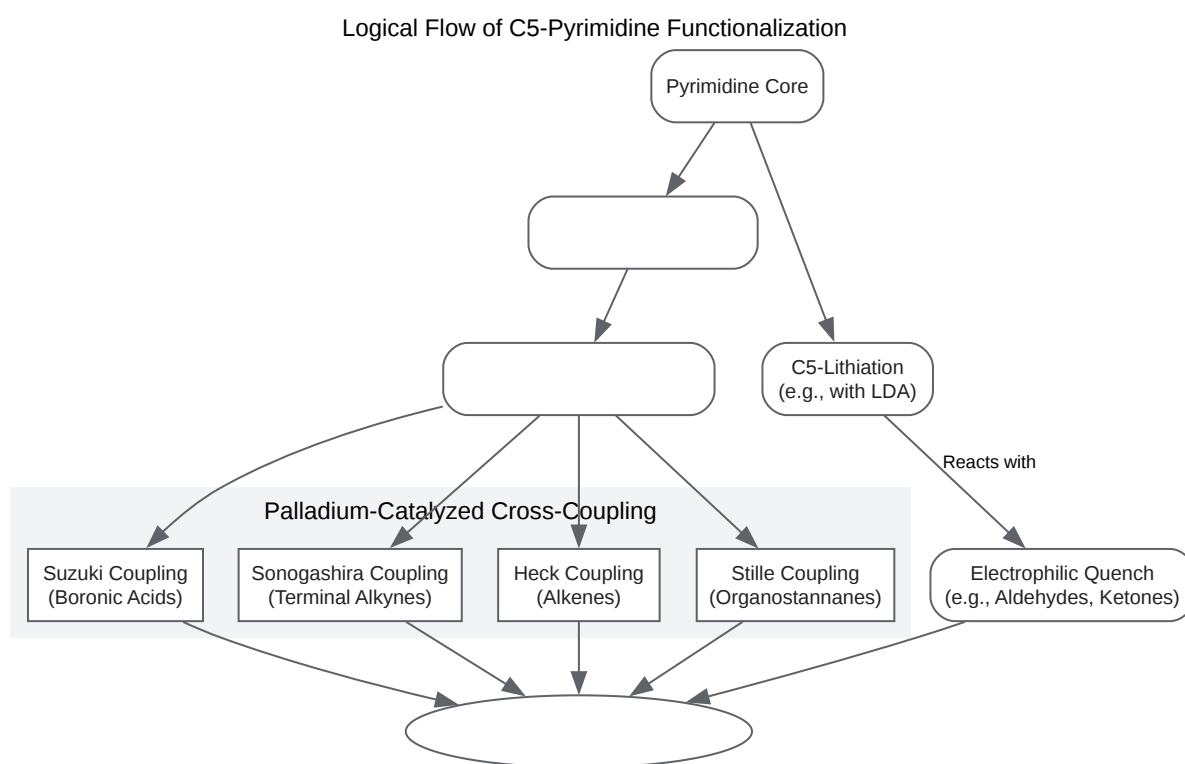 Logical Flow of C5-Pyrimidine Functionalization
Pyrimidine Core
C5-Lithiation
(e.g., with LDA)
Reacts with
Palladium-Catalyzed Cross-Coupling
Suzuki Coupling
(Boronic Acids)
Sonogashira Coupling
(Terminal Alkynes)
Heck Coupling
(Alkenes)
Stille Coupling
(Organostannanes)
Electrophilic Quench
(e.g., Aldehydes, Ketones)